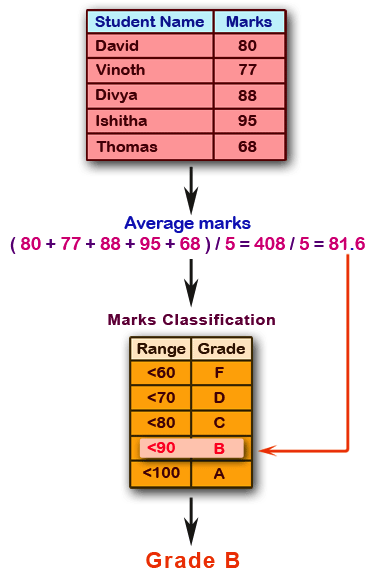 Student Name Marks
David 80
Vinoth 77
Divya 88
Ishitha 95
Thomas 68
Average marks
( 80 + 77 + 88 + 95 + 68 ) / 5 = 408 / 5 = 81.6
Marks Classification
Range Grade
<60 F
<70 D
<80 C
<90 B
<100 A
Grade B